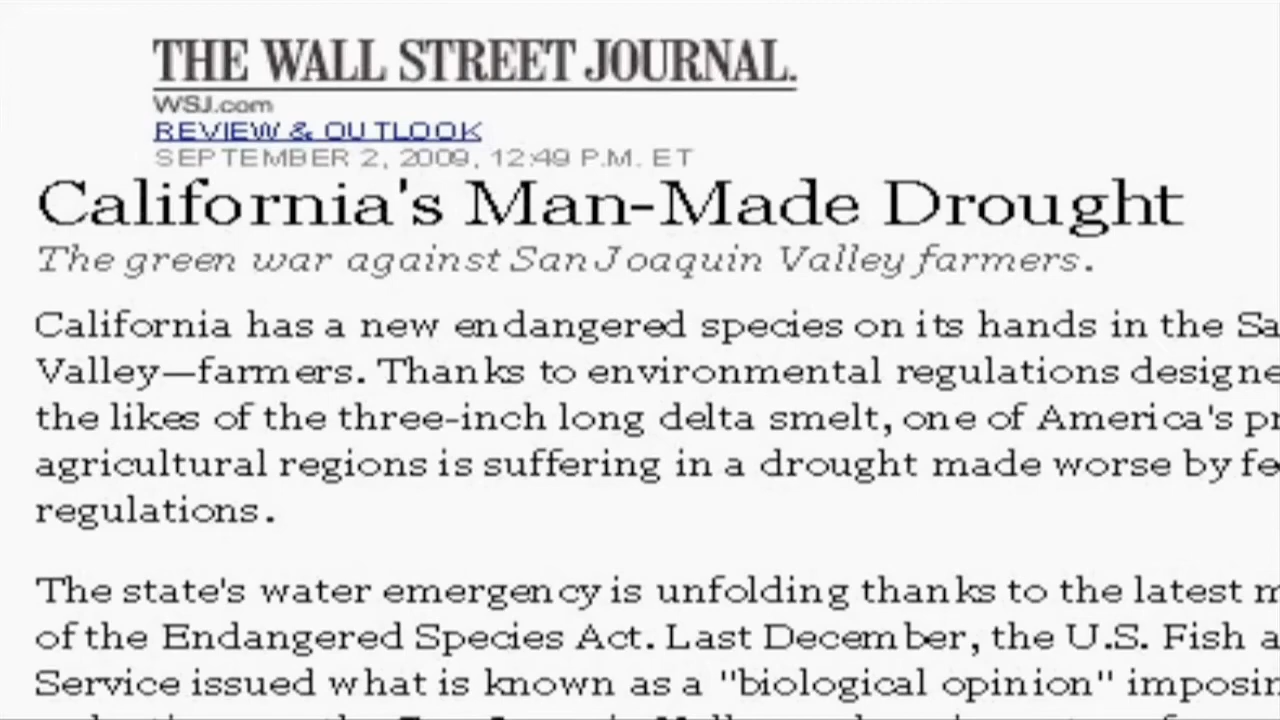 THE WALL STREET JOURNAL.
WSJ.com
REVIEW & OUTLOOK
SEPTEMBER 2, 2009, 12:49 P.M. ET
California's Man-Made Drought
The green war against San Joaquin Valley farmers.
California has a new endangered species on its hands in the Sa
Valley—farmers. Thanks to environmental regulations designe
the likes of the three-inch long delta smelt, one of America's pr
agricultural regions is suffering in a drought made worse by fe
regulations.
The state's water emergency is unfolding thanks to the latest m
of the Endangered Species Act. Last December, the U.S. Fish a
Service issued what is known as a "biological opinion" imposin